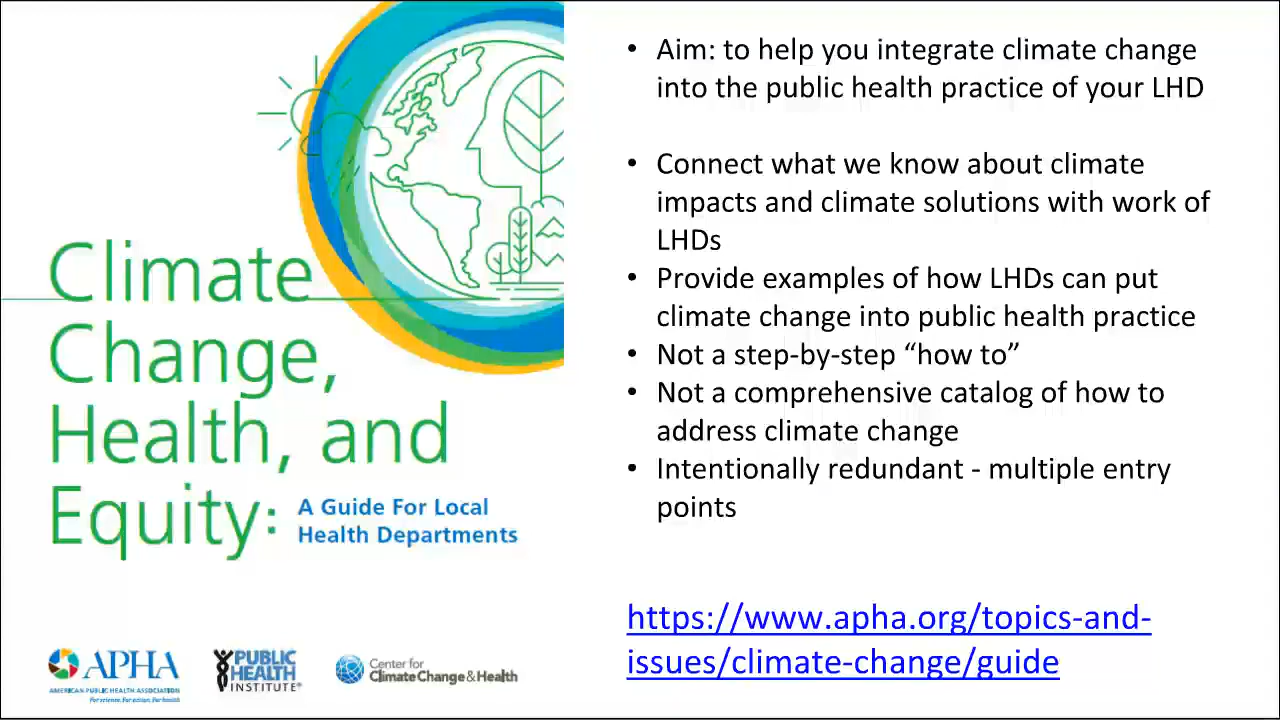 Climate
Change,
Health, and
Equity:
A Guide For Local
Health Departments
APHA
AMERICAN PUBLIC HEALTH ASSOCIATION
For science. For action. For health.
PUBLIC
HEALTH
INSTITUTE®
Center for
Climate Change & Health
• Aim: to help you integrate climate change
into the public health practice of your LHD
• Connect what we know about climate
impacts and climate solutions with work of
LHDs
• Provide examples of how LHDs can put
climate change into public health practice
• Not a step-by-step “how to”
• Not a comprehensive catalog of how to
address climate change
• Intentionally redundant - multiple entry
points
https://www.apha.org/topics-and-
issues/climate-change/guide